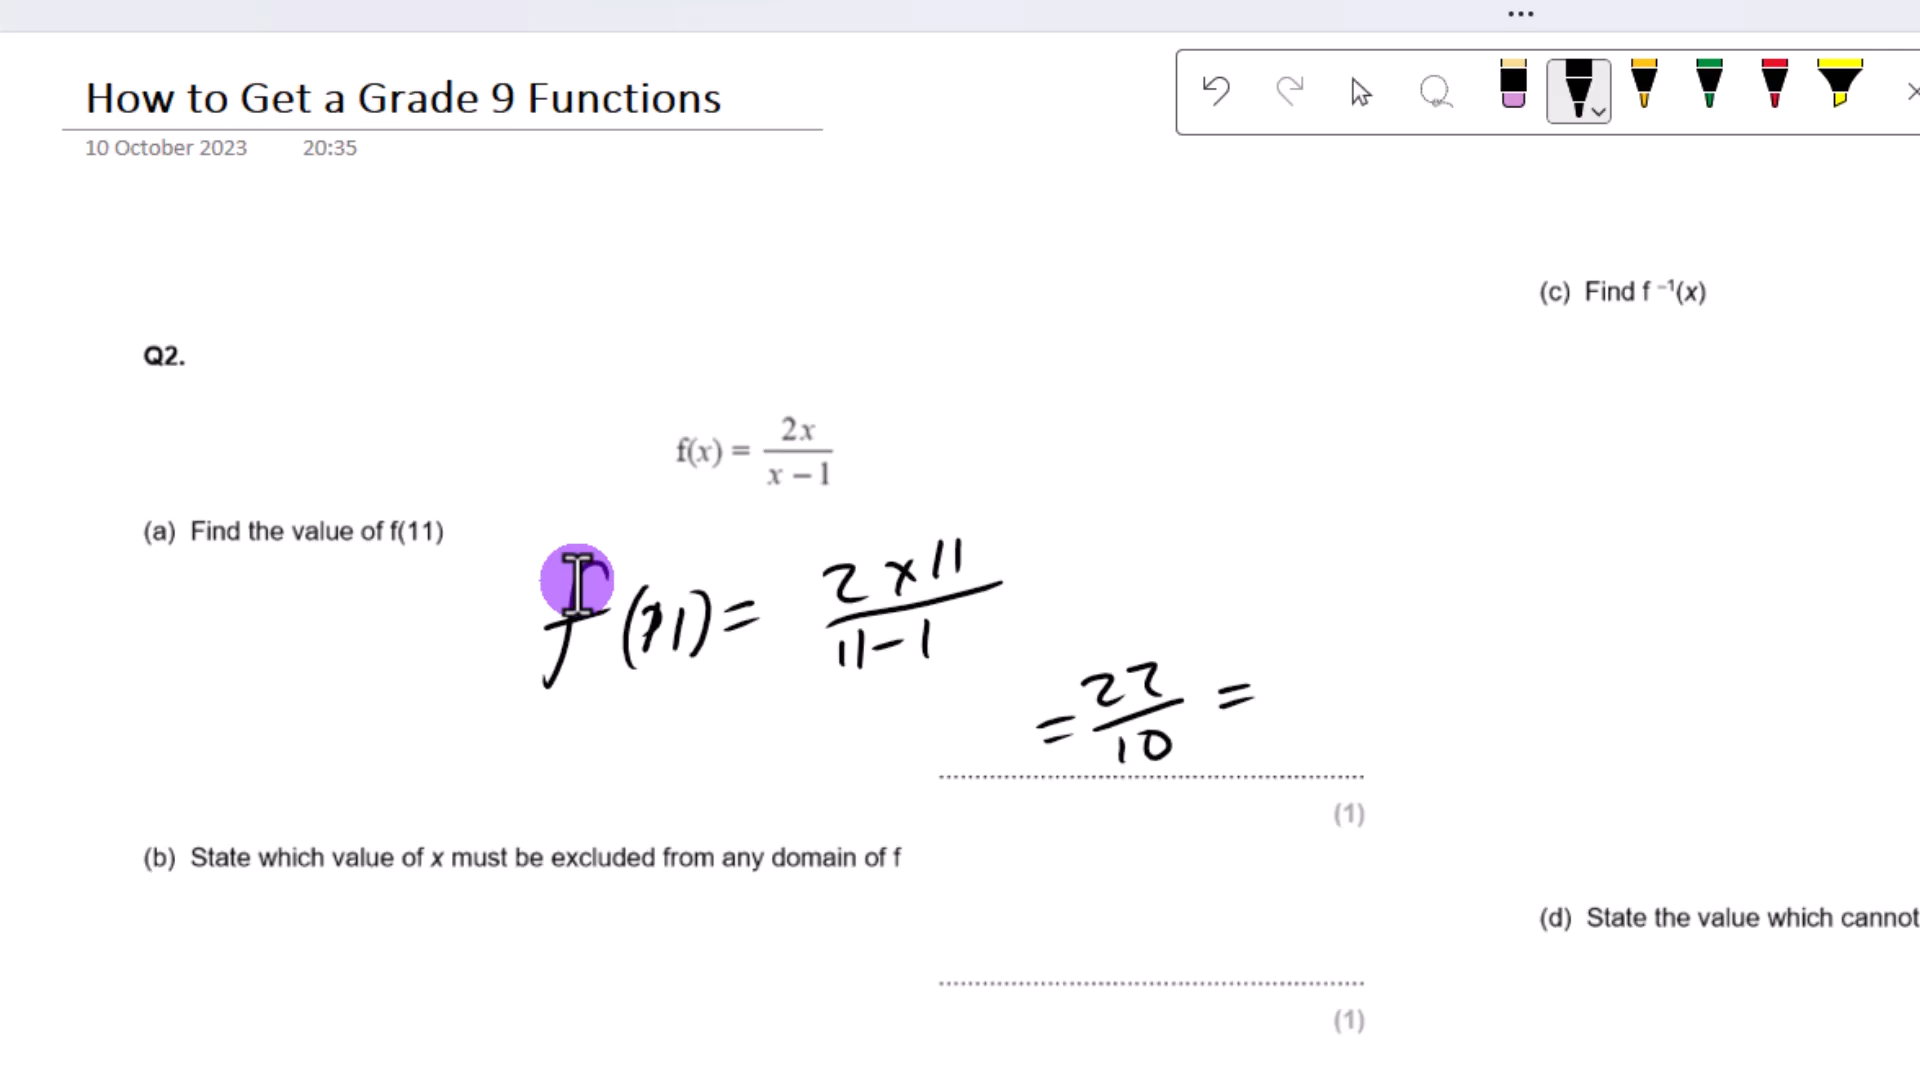 How to Get a Grade 9 Functions
10 October 2023 20:35
Q2.
f(x) = 2x / x – 1
(a) Find the value of f(11)
f(11) = 2 x 11 / 11 - 1
= 22 / 10 =
(1)
(b) State which value of x must be excluded from any domain of f
(1)
(c) Find f ⁻¹(x)
(d) State the value which cannot